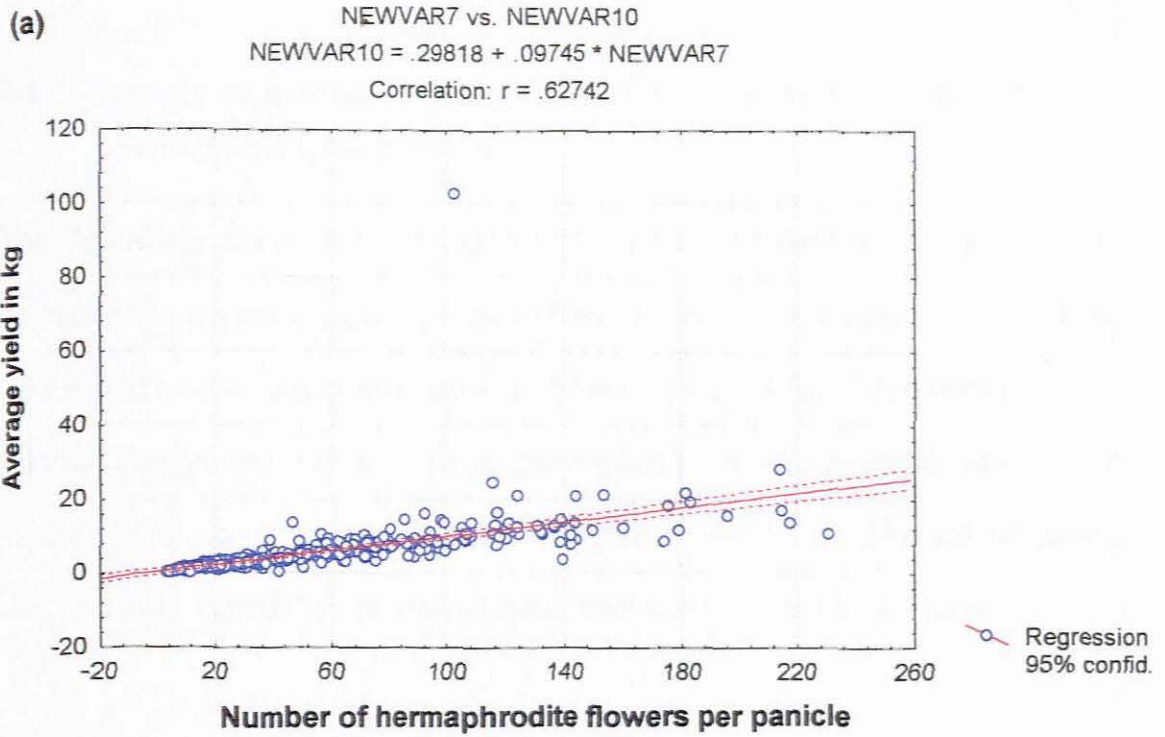 (a)
NEWVAR7 vs. NEWVAR10
NEWVAR10 = .29818 + .09745 * NEWVAR7
Correlation: r = .62742
120
100
80
60
40
20
0
-20
Average yield in kg
-20 20 60 100 140 180 220 260
Number of hermaphrodite flowers per panicle
Regression
95% confid.